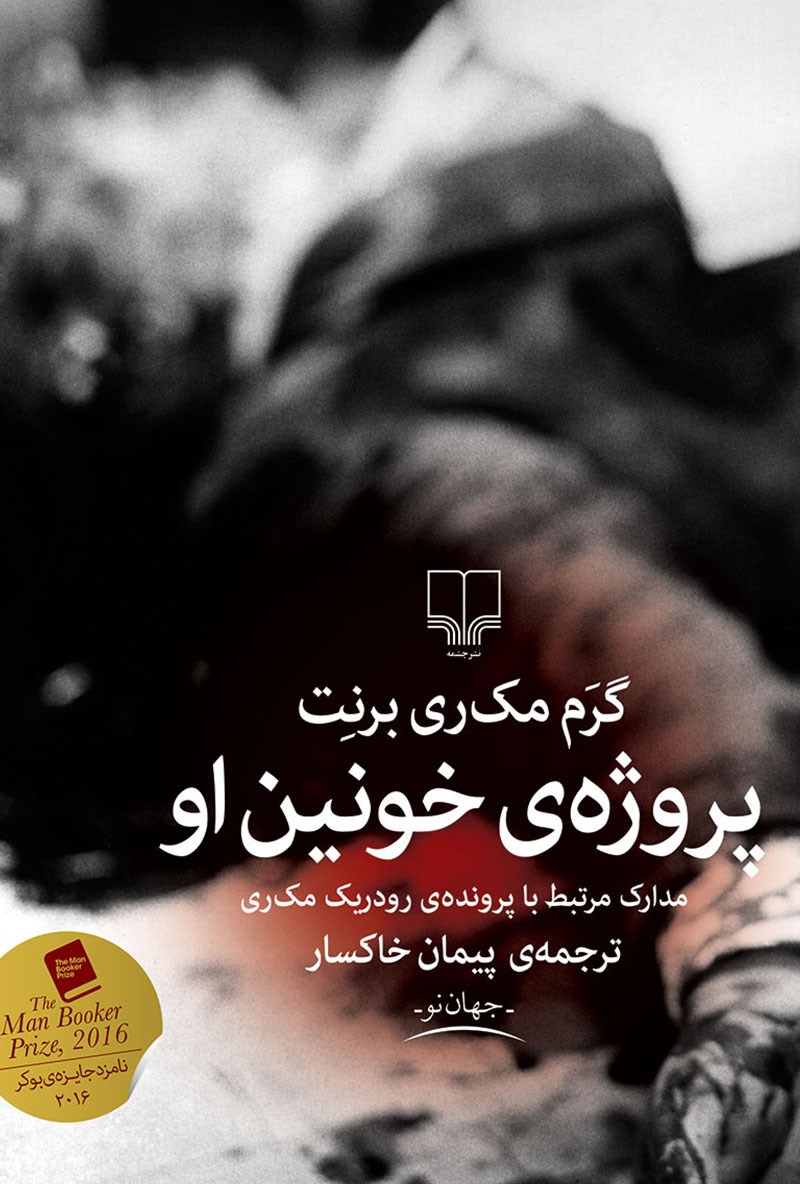 نشر چشمه
گَرَم مک‌ری برنِت
پروژه‌ی خونین او
مدارک مرتبط با پرونده‌ی رودریک مک‌ری
ترجمه‌ی پیمان خاکسار
-جهان نو-
The Man
Booker
Prize
The
Man Booker
Prize, 2016
نامزد جایزه‌ی بوکر
۲۰۱۶